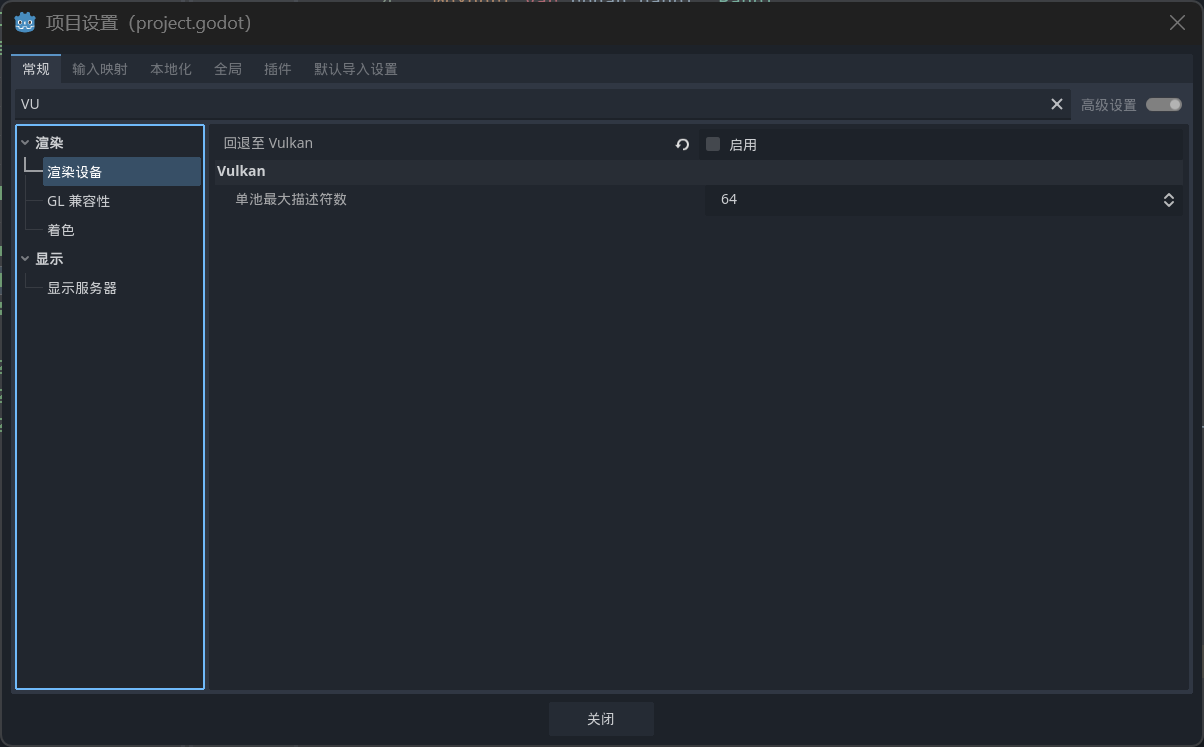 项目设置（project.godot）
常规 输入映射 本地化 全局 插件 默认导入设置
VU 高级设置
渲染
渲染设备
GL 兼容性
着色
显示
显示服务器
回退至 Vulkan 启用
Vulkan
单池最大描述符数 64
关闭